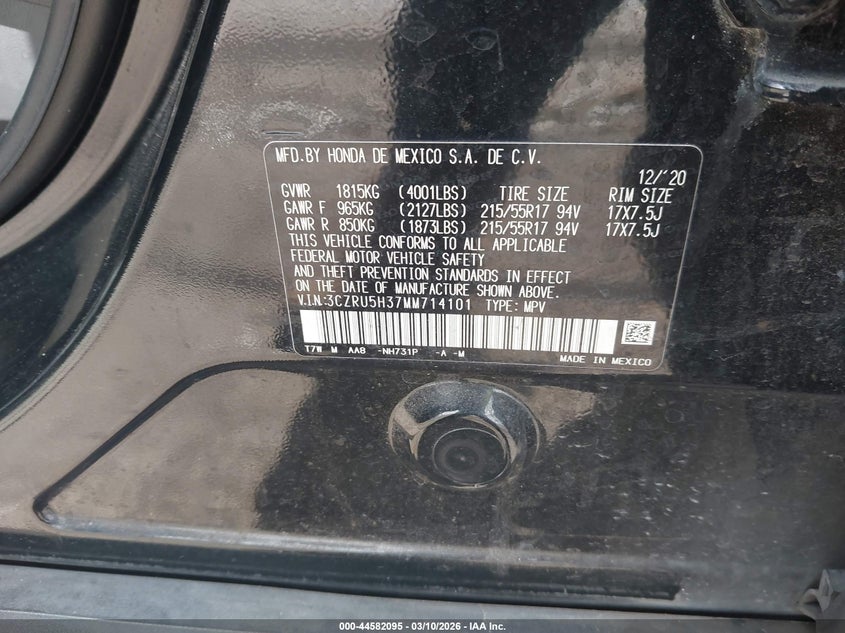 MFD.BY HONDA DE MEXICO S.A. DE C.V.
12/'20
GVWR 1815KG (4001LBS) TIRE SIZE RIM SIZE
GAWR F 965KG (2127LBS) 215/55R17 94V 17X7.5J
GAWR R 850KG (1873LBS) 215/55R17 94V 17X7.5J
THIS VEHICLE CONFORMS TO ALL APPLICABLE
FEDERAL MOTOR VEHICLE SAFETY
AND THEFT PREVENTION STANDARDS IN EFFECT
ON THE DATE OF MANUFACTURE SHOWN ABOVE.
V.I.N:3CZRU5H37MM714101 TYPE: MPV
T7W M AA8 -NH731P -A -M
MADE IN MEXICO
000-44582095 - 03/10/2026 - IAA Inc.